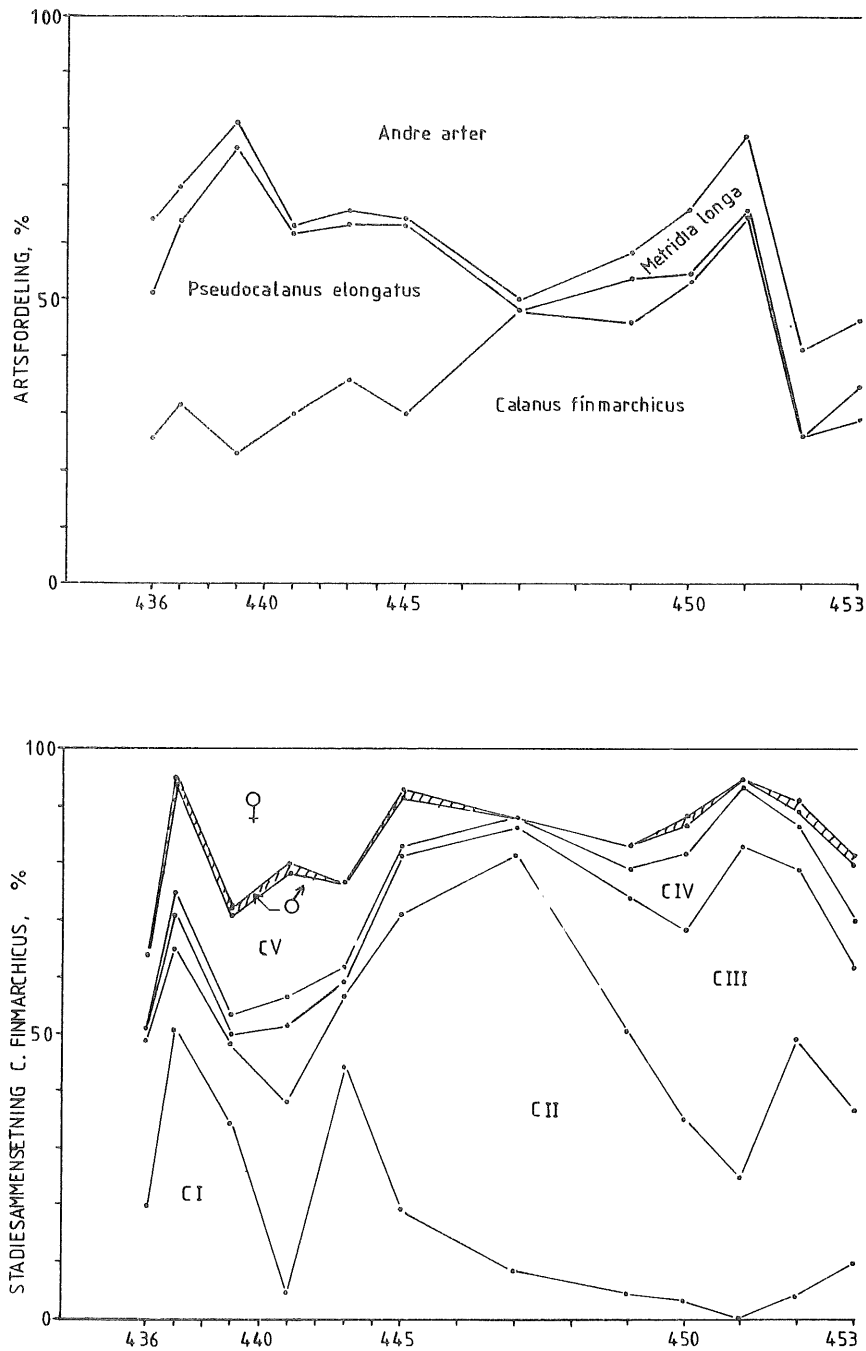 100
Andre arter
Metridia longa
Pseudocalanus elongatus
50
Calanus finmarchicus
0
ARTSFORDELING, %
436 440 445 450 453
100
♀
♂
CV
CIV
CIII
50
CII
CI
0
STADIESAMMENSETNING C. FINMARCHICUS, %
436 440 445 450 453